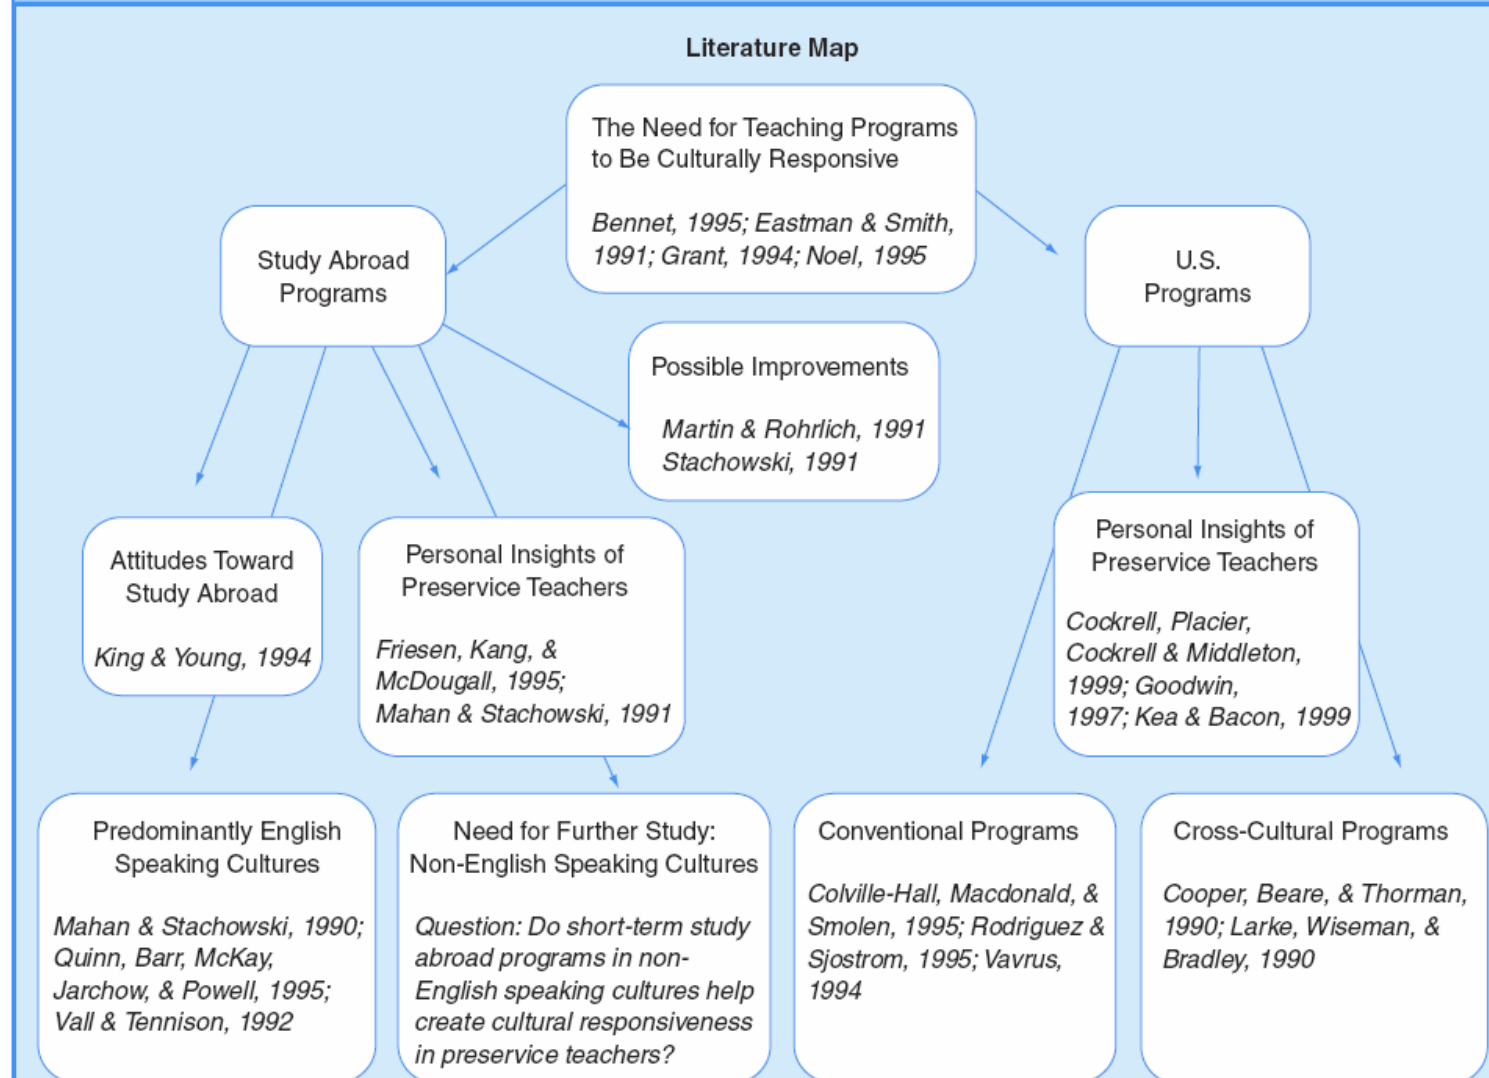 Literature Map
The Need for Teaching Programs
to Be Culturally Responsive
Bennet, 1995; Eastman & Smith,
1991; Grant, 1994; Noel, 1995
Study Abroad
Programs
U.S.
Programs
Possible Improvements
Martin & Rohrlich, 1991
Stachowski, 1991
Attitudes Toward
Study Abroad
King & Young, 1994
Personal Insights of
Preservice Teachers
Friesen, Kang, &
McDougall, 1995;
Mahan & Stachowski, 1991
Personal Insights of
Preservice Teachers
Cockrell, Placier,
Cockrell & Middleton,
1999; Goodwin,
1997; Kea & Bacon, 1999
Predominantly English
Speaking Cultures
Mahan & Stachowski, 1990;
Quinn, Barr, McKay,
Jarchow, & Powell, 1995;
Vall & Tennison, 1992
Need for Further Study:
Non-English Speaking Cultures
Question: Do short-term study
abroad programs in non-
English speaking cultures help
create cultural responsiveness
in preservice teachers?
Conventional Programs
Colville-Hall, Macdonald, &
Smolen, 1995; Rodriguez &
Sjostrom, 1995; Vavrus,
1994
Cross-Cultural Programs
Cooper, Beare, & Thorman,
1990; Larke, Wiseman, &
Bradley, 1990